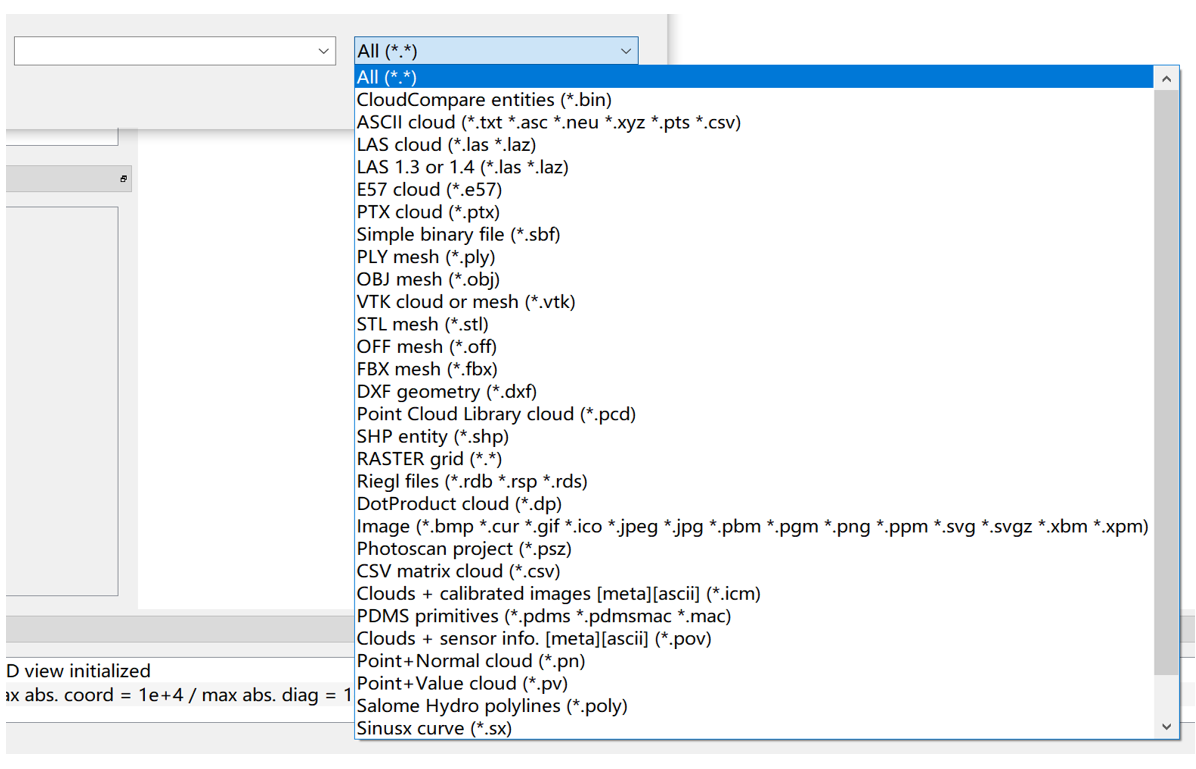 All (*.*)
All (*.*)
CloudCompare entities (*.bin)
ASCII cloud (*.txt *.asc *.neu *.xyz *.pts *.csv)
LAS cloud (*.las *.laz)
LAS 1.3 or 1.4 (*.las *.laz)
E57 cloud (*.e57)
PTX cloud (*.ptx)
Simple binary file (*.sbf)
PLY mesh (*.ply)
OBJ mesh (*.obj)
VTK cloud or mesh (*.vtk)
STL mesh (*.stl)
OFF mesh (*.off)
FBX mesh (*.fbx)
DXF geometry (*.dxf)
Point Cloud Library cloud (*.pcd)
SHP entity (*.shp)
RASTER grid (*.*)
Riegl files (*.rdb *.rsp *.rds)
DotProduct cloud (*.dp)
Image (*.bmp *.cur *.gif *.ico *.jpeg *.jpg *.pbm *.pgm *.png *.ppm *.svg *.svgz *.xbm *.xpm)
Photoscan project (*.psz)
CSV matrix cloud (*.csv)
Clouds + calibrated images [meta][ascii] (*.icm)
PDMS primitives (*.pdms *.pdmsmac *.mac)
Clouds + sensor info. [meta][ascii] (*.pov)
Point+Normal cloud (*.pn)
Point+Value cloud (*.pv)
Salome Hydro polylines (*.poly)
Sinusx curve (*.sx)
D view initialized
ax abs. coord = 1e+4 / max abs. diag = 1